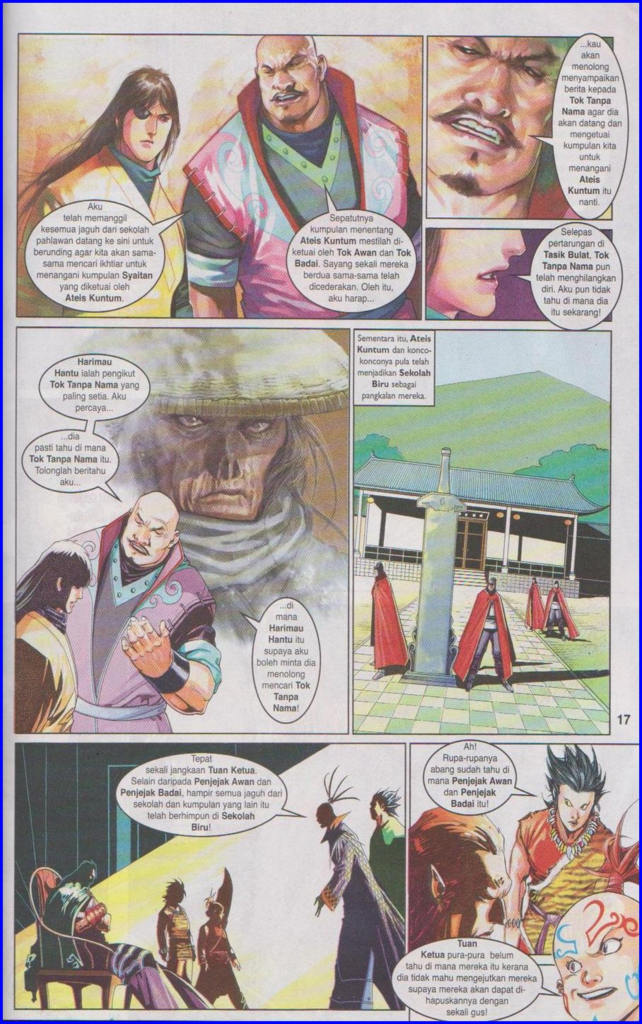 Aku
telah memanggil
kesemua jaguh dari sekolah
pahlawan datang ke sini untuk
berunding agar kita akan sama-
sama mencari ikhtiar untuk
menangani kumpulan Syaitan
yang diketuai oleh
Ateis Kuntum.
Sepatutnya
kumpulan menentang
Ateis Kuntum mestilah di-
ketuai oleh Tok Awan dan Tok
Badai. Sayang sekali mereka
berdua sama-sama telah
dicederakan. Oleh itu,
aku harap...
...kau
akan
menolong
menyampaikan
berita kepada
Tok Tanpa
Nama agar dia
akan datang dan
mengetuai
kumpulan kita
untuk
menangani
Ateis
Kuntum itu
nanti.
Selepas
pertarungan di
Tasik Bulat, Tok
Tanpa Nama pun
telah menghilangkan
diri. Aku pun tidak
tahu di mana dia
itu sekarang!
Harimau
Hantu ialah pengikut
Tok Tanpa Nama yang
paling setia. Aku
percaya...
...dia
pasti tahu di mana
Tok Tanpa Nama itu.
Tolonglah beritahu
aku...
...di
mana
Harimau
Hantu itu
supaya aku
boleh minta dia
menolong
mencari Tok
Tanpa
Nama!
Sementara itu, Ateis
Kuntum dan konco-
konconya pula telah
menjadikan Sekolah
Biru sebagai
pangkalan mereka.
17
Tepat
sekali jangkaan Tuan Ketua.
Selain daripada Penjejak Awan dan
Penjejak Badai, hampir semua jaguh dari
sekolah dan kumpulan yang lain itu
telah berhimpun di Sekolah
Biru!
Ah!
Rupa-rupanya
abang sudah tahu di
mana Penjejak Awan
dan Penjejak
Badai itu!
Tuan
Ketua pura-pura belum
tahu di mana mereka itu kerana
dia tidak mahu mengejutkan mereka
supaya mereka akan dapat di-
hapuskannya dengan
sekali gus!